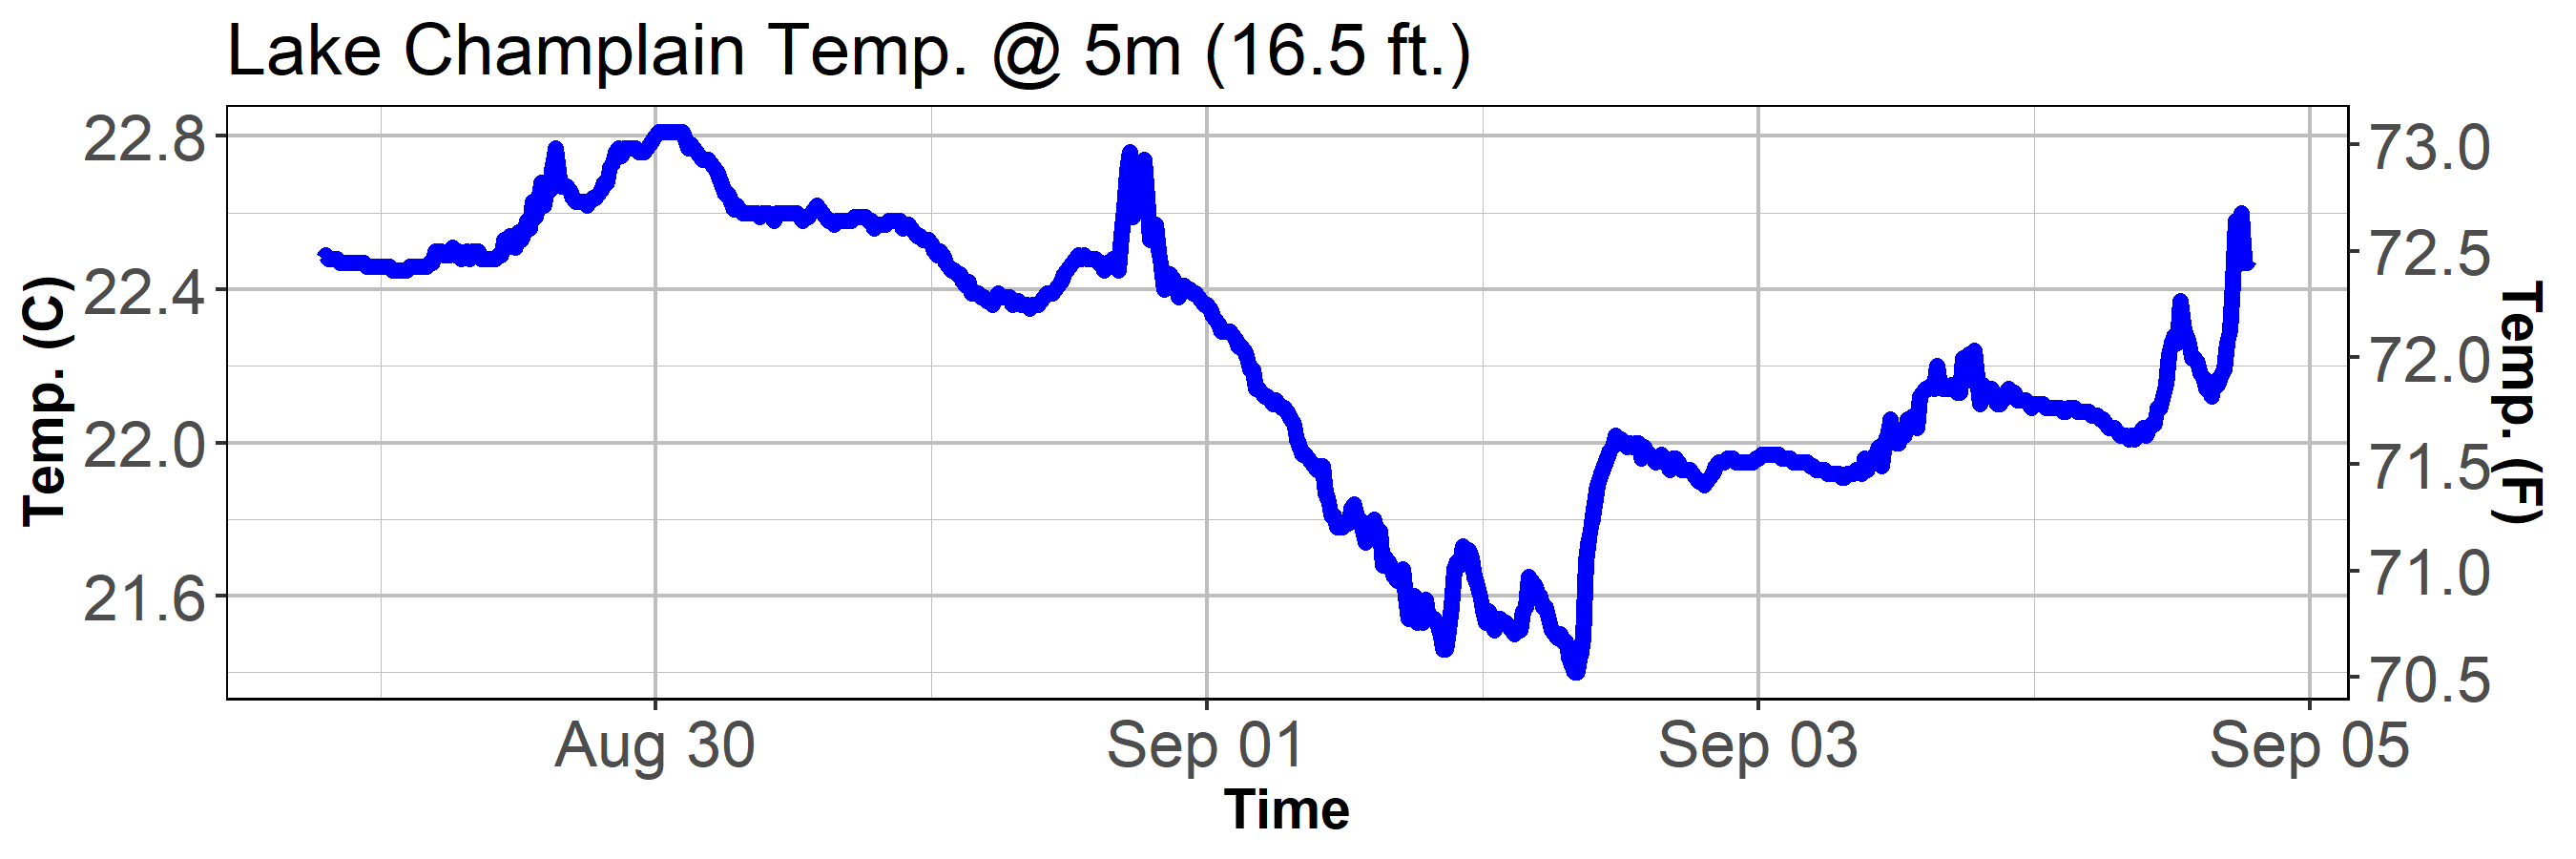 Lake Champlain Temp. @ 5m (16.5 ft.)
Temp. (C)
22.8
22.4
22.0
21.6
73.0
72.5
72.0
71.5
71.0
70.5
Temp. (F)
Aug 30
Sep 01
Sep 03
Sep 05
Time